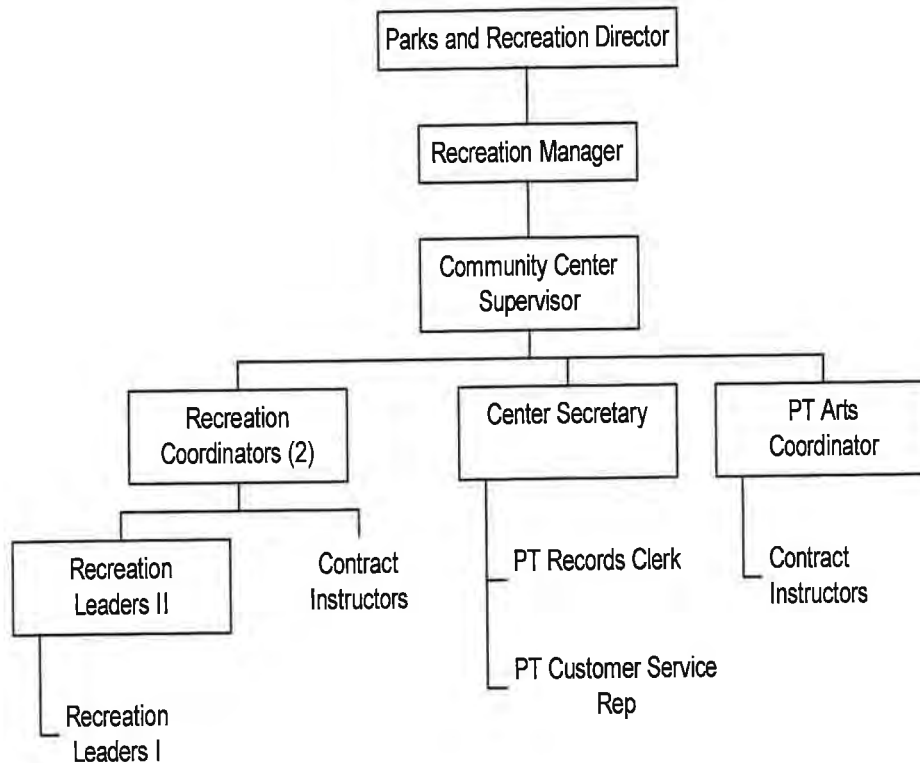 Parks and Recreation Director
Recreation Manager
Community Center
Supervisor
Recreation
Coordinators (2)
Center Secretary
PT Arts
Coordinator
Recreation
Leaders II
Contract
Instructors
PT Records Clerk
Contract
Instructors
PT Customer Service
Rep
Recreation
Leaders I